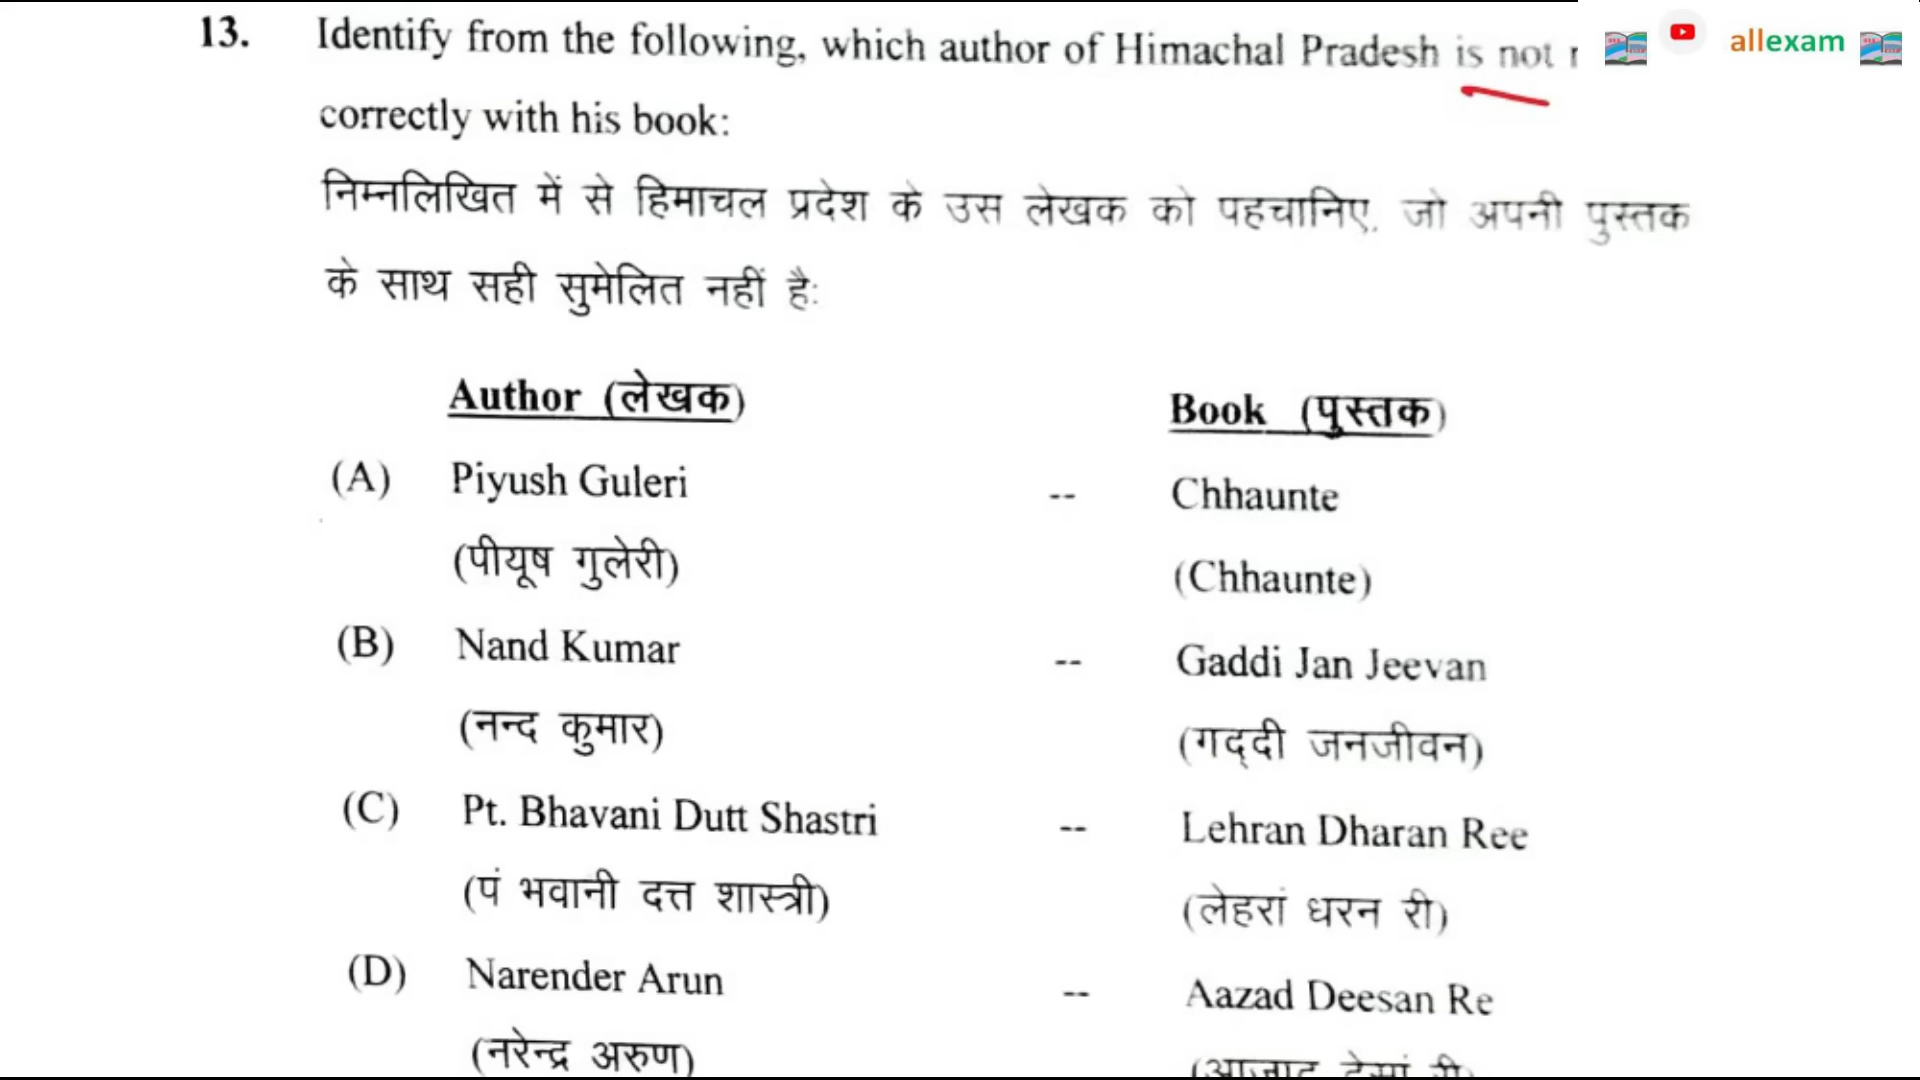 13. Identify from the following, which author of Himachal Pradesh is not
allexam
correctly with his book:
निम्नलिखित में से हिमाचल प्रदेश के उस लेखक को पहचानिए, जो अपनी पुस्तक
के साथ सही सुमेलित नहीं है:
Author (लेखक) Book (पुस्तक)
(A) Piyush Guleri -- Chhaunte
(पीयूष गुलेरी) (Chhaunte)
(B) Nand Kumar -- Gaddi Jan Jeevan
(नन्द कुमार) (गद्दी जनजीवन)
(C) Pt. Bhavani Dutt Shastri -- Lehran Dharan Ree
(पं भवानी दत्त शास्त्री) (लेहरां धरन री)
(D) Narender Arun -- Aazad Deesan Re
(नरेन्द्र अरुण)